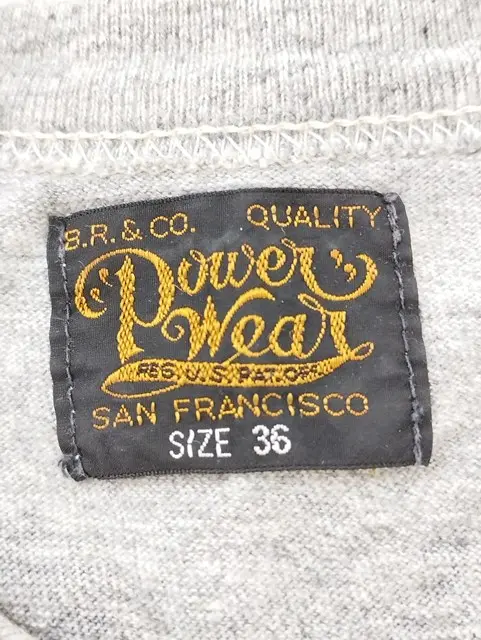 B.R. & CO. QUALITY
"Power"
Wear
REG. U.S. PAT. OFF.
SAN FRANCISCO
SIZE 36